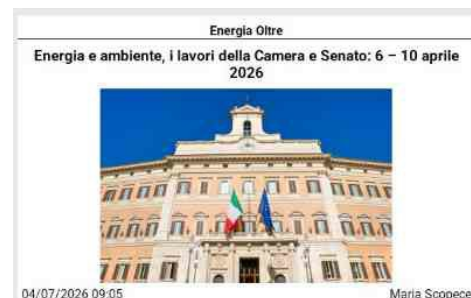 Energia Oltre
Energia e ambiente, i lavori della Camera e Senato: 6 – 10 aprile
2026
04/07/2026 09:05
Maria Scopece